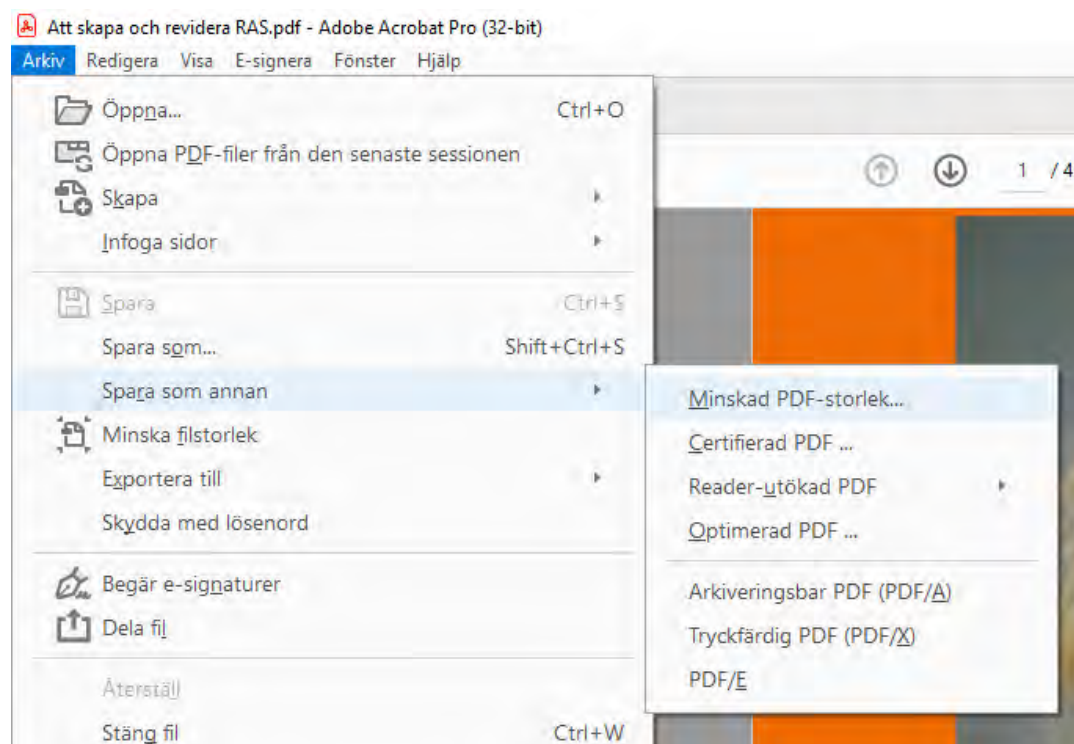 Att skapa och revidera RAS.pdf - Adobe Acrobat Pro (32-bit)
Arkiv Redigera Visa E-signera Fönster Hjälp
Öppna... Ctrl+O
Öppna PDF-filer från den senaste sessionen
Skapa
Infoga sidor
1 / 4
Spara Ctrl+S
Spara som... Shift+Ctrl+S
Spara som annan
Minska filstorlek
Exportera till
Skydda med lösenord
Begär e-signaturer
Dela fil
Återställ
Stäng fil Ctrl+W
Minskad PDF-storlek...
Certifierad PDF ...
Reader-utökad PDF
Optimerad PDF ...
Arkiveringsbar PDF (PDF/A)
Tryckfärdig PDF (PDF/X)
PDF/E